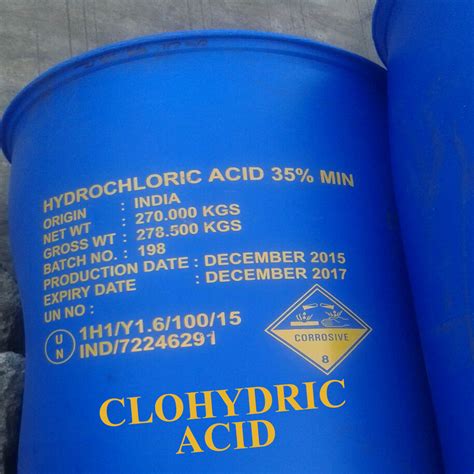 HYDROCHLORIC ACID 35% MIN
ORIGIN : INDIA
NET WT : 270.000 KGS
GROSS WT : 278.500 KGS
BATCH NO. : 198
PRODUCTION DATE : DECEMBER 2015
EXPIRY DATE : DECEMBER 2017
UN NO :
UN
1H1/Y1.6/100/15
IND/72246291
CORROSIVE
8
CLOHYDRIC
ACID